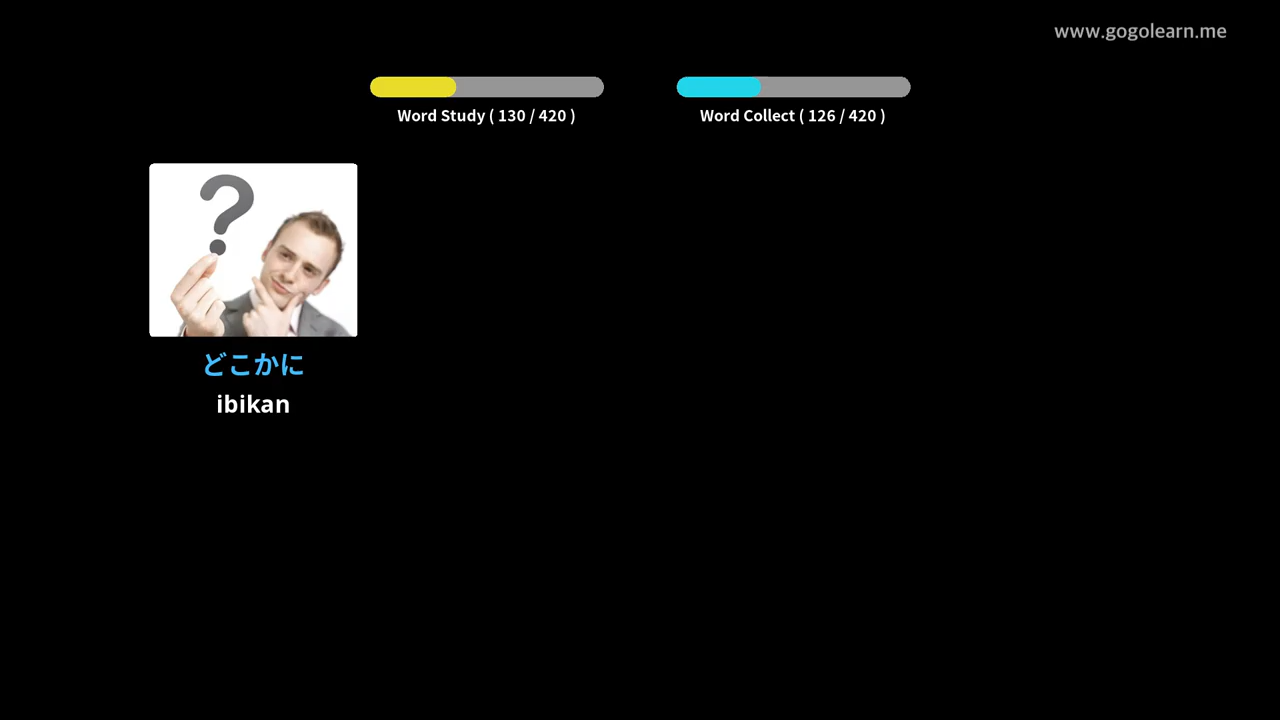 www.gogolearn.me
Word Study ( 130 / 420 )
Word Collect ( 126 / 420 )
?
どこかに
ibikan